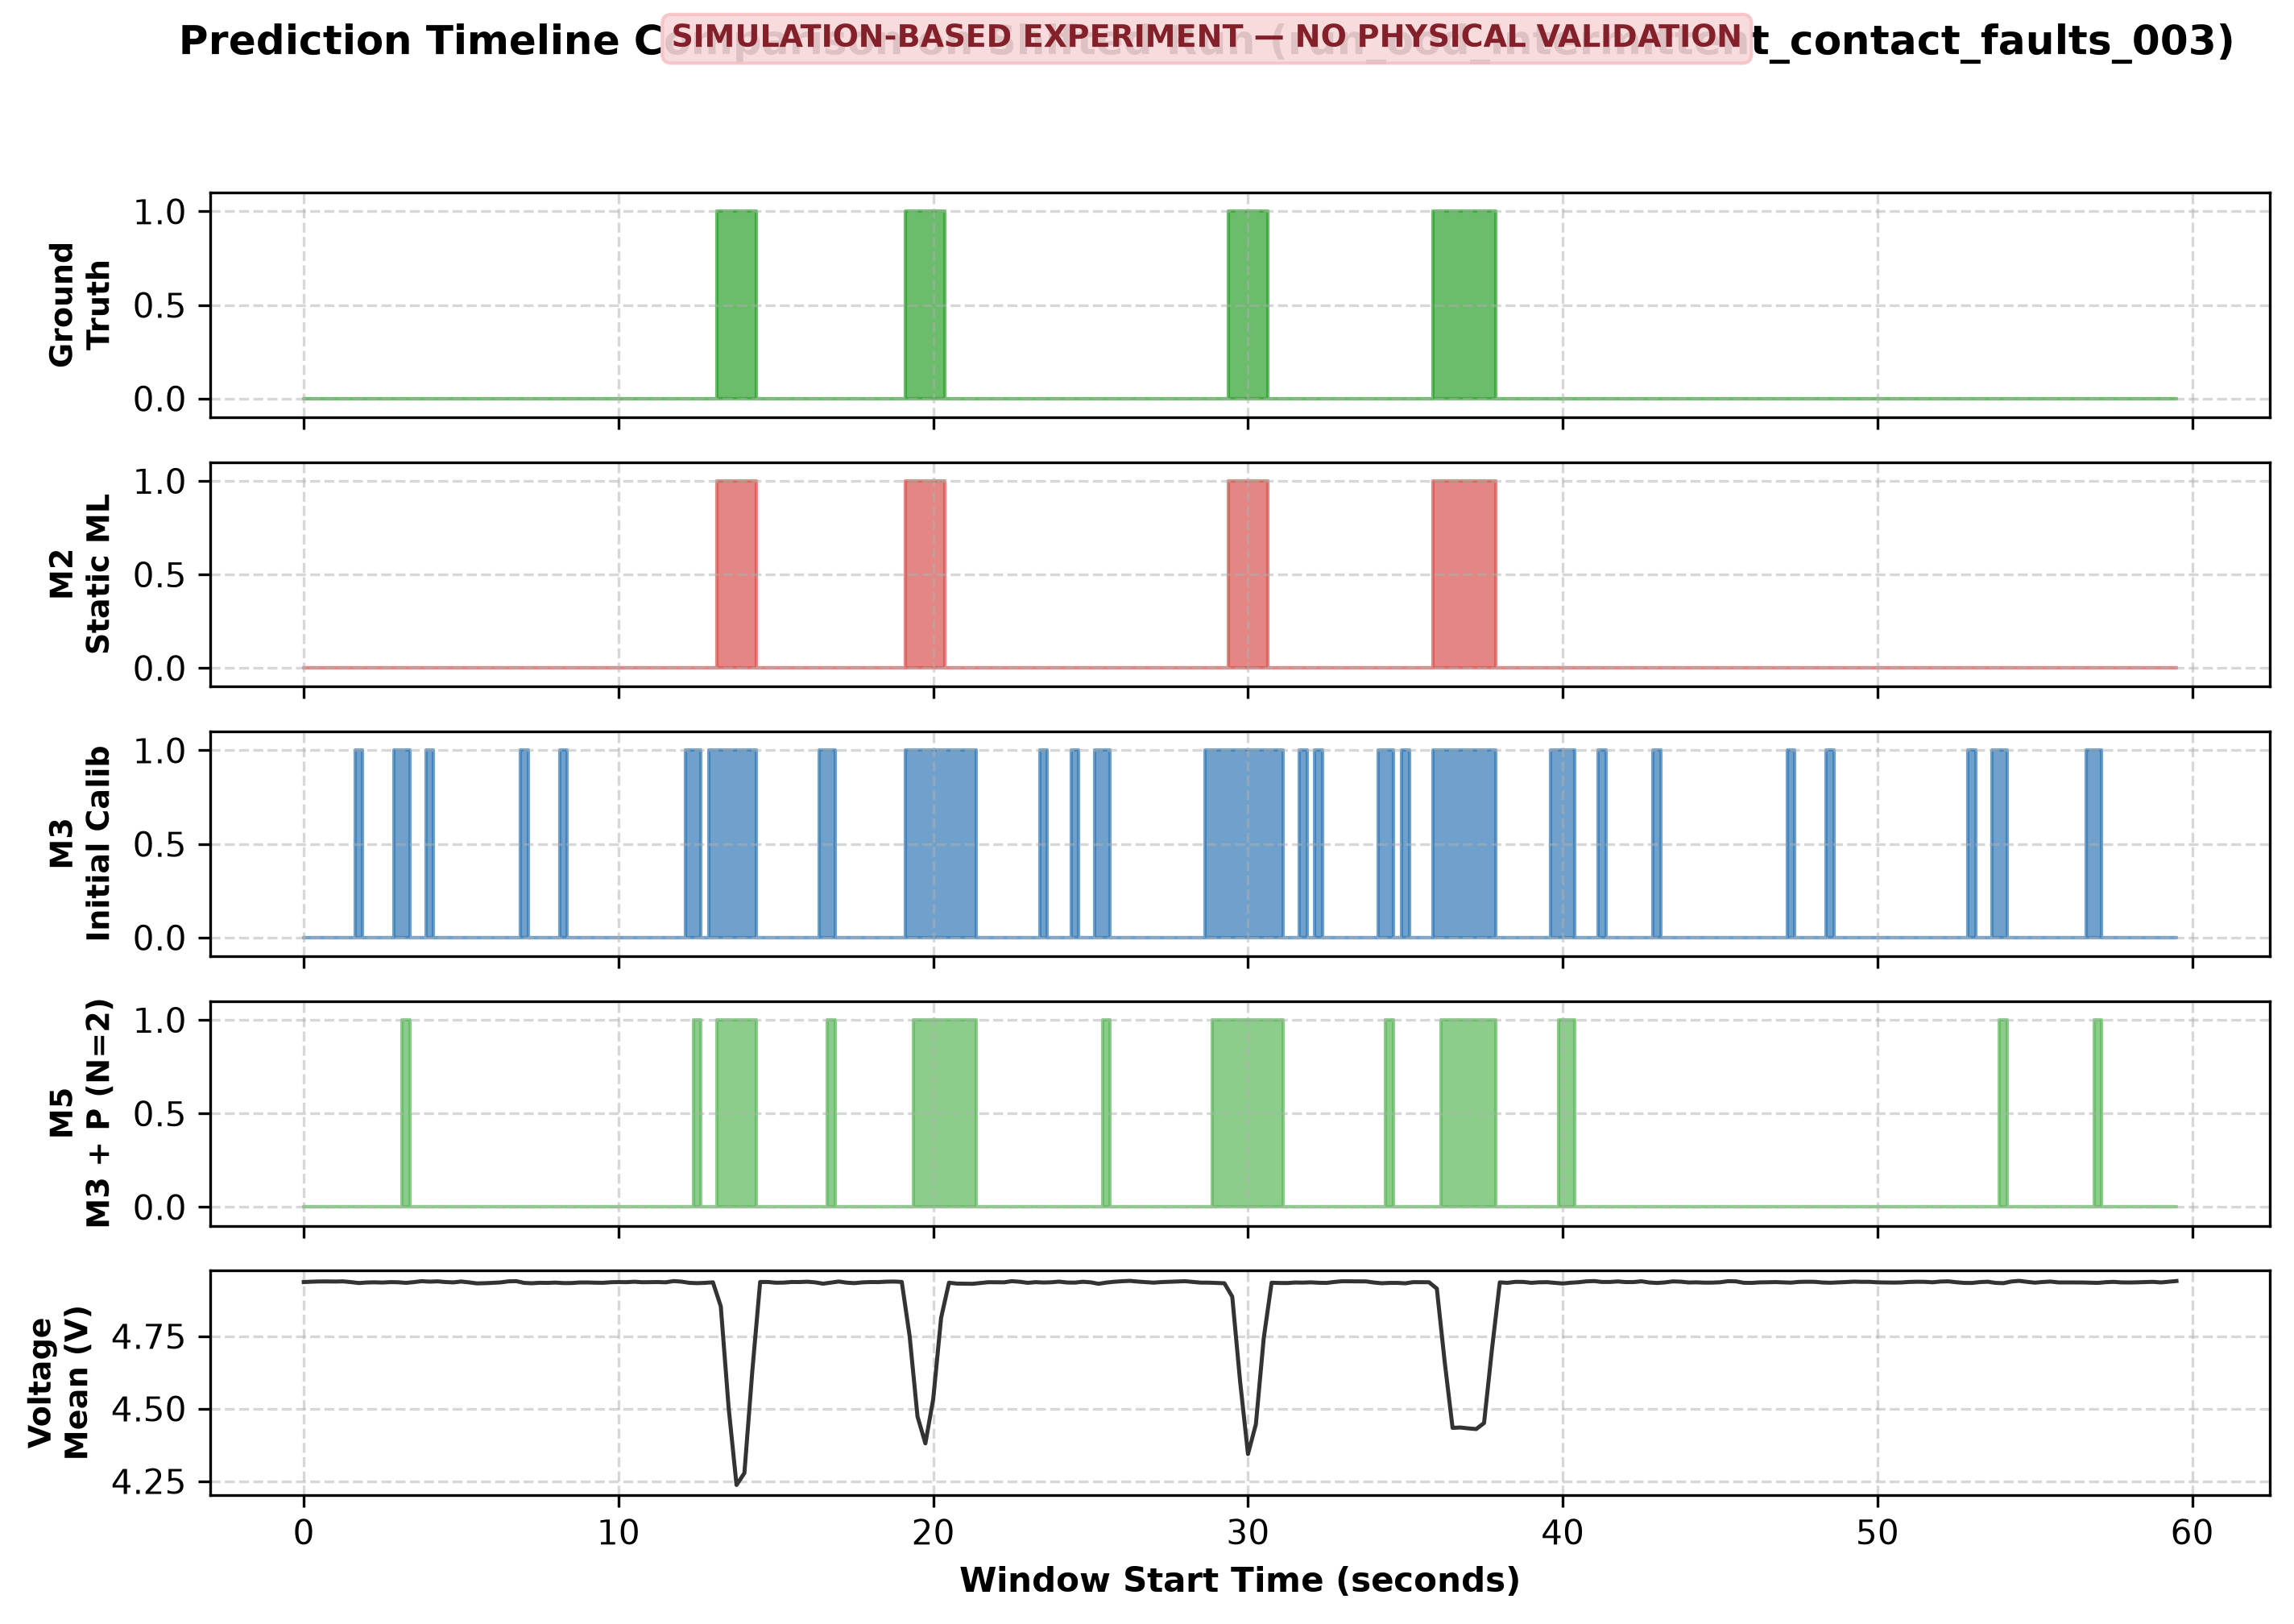 Prediction Timeline C
SIMULATION-BASED EXPERIMENT — NO PHYSICAL VALIDATION
t_contact_faults_003)
Ground
Truth
1.0
0.5
0.0
M2
Static ML
1.0
0.5
0.0
M3
Initial Calib
1.0
0.5
0.0
M5
M3 + P (N=2)
1.0
0.5
0.0
Voltage
Mean (V)
4.75
4.50
4.25
0 10 20 30 40 50 60
Window Start Time (seconds)